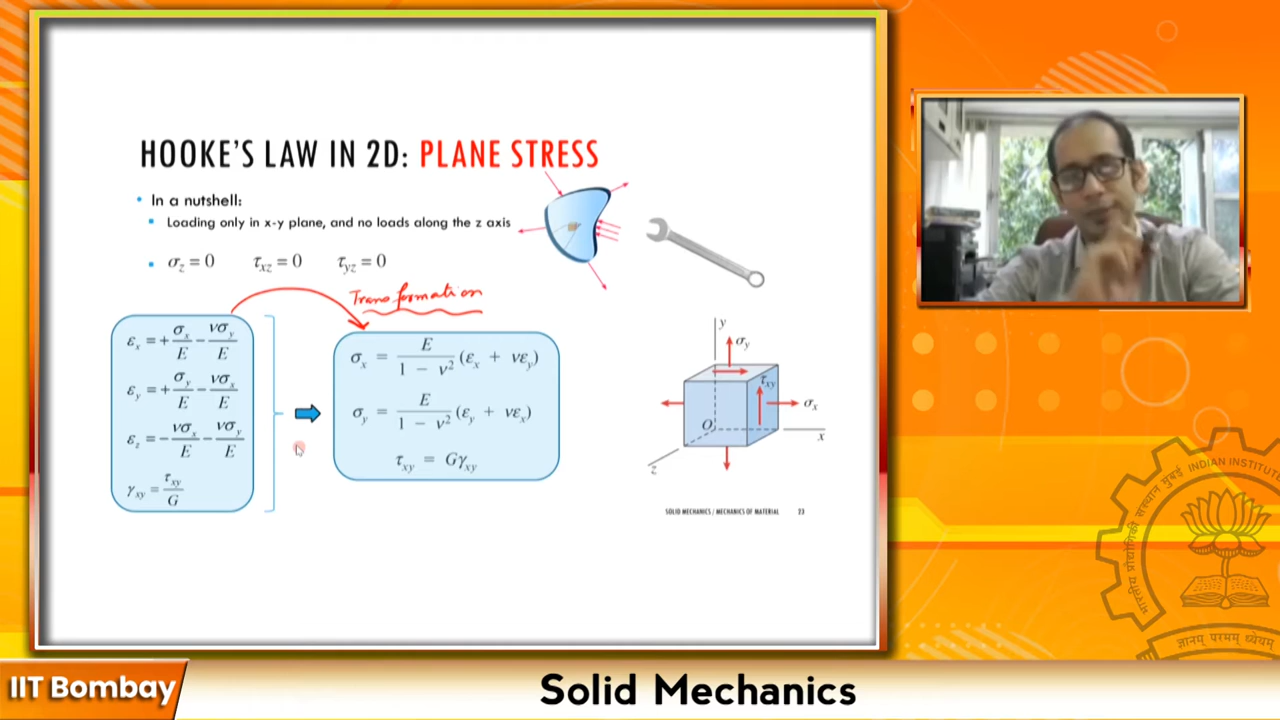 HOOKE'S LAW IN 2D: PLANE STRESS
• In a nutshell:
▪ Loading only in x-y plane, and no loads along the z axis
▪ σz = 0 τxz = 0 τyz = 0
Transformation
εx = + σx/E − νσy/E
εy = + σy/E − νσx/E
εz = − νσx/E − νσy/E
γxy = τxy/G
σx = E/(1 − ν²) (εx + νεy)
σy = E/(1 − ν²) (εy + νεx)
τxy = Gγxy
y
σy
τxy
σx
O
x
z
SOLID MECHANICS / MECHANICS OF MATERIAL 23
INDIAN INSTITUTE
भारतीय प्रौद्योगिकी संस्थान मुंबई
ज्ञानम् परमम् ध्येयम्
IIT Bombay
Solid Mechanics